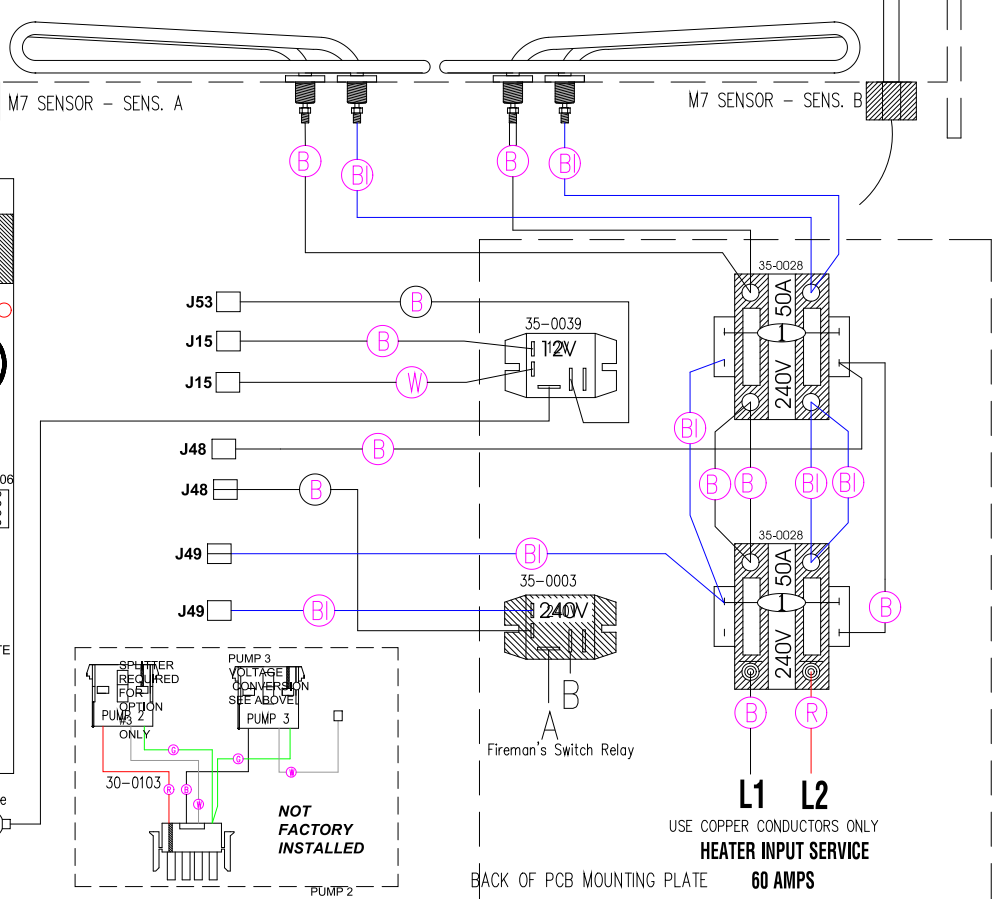 M7 SENSOR - SENS. A
M7 SENSOR - SENS. B
B
Bl
B
Bl
35-0028
50A
1
240V
J53
B
35-0039
12V
J15
B
J15
W
J48
B
Bl
06
J48
B
B
B
Bl
Bl
J49
Bl
35-0028
50A
1
240V
35-0003
240V
J49
Bl
B
TE
SPLITTER
REQUIRED
FOR
OPTION
#3
ONLY
PUMP 2
PUMP 3
VOLTAGE
CONVERSION
SEE ABOVE
PUMP 3
A
B
Fireman's Switch Relay
B
R
G
G
W
30-0103
R
B
W
NOT
FACTORY
INSTALLED
L1
L2
USE COPPER CONDUCTORS ONLY
HEATER INPUT SERVICE
60 AMPS
BACK OF PCB MOUNTING PLATE
PUMP 2
e